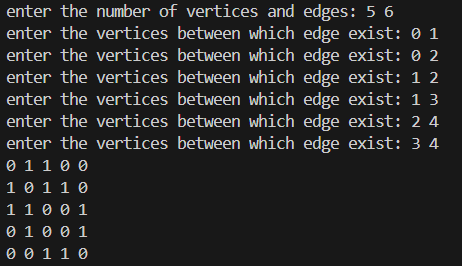 enter the number of vertices and edges: 5 6
enter the vertices between which edge exist: 0 1
enter the vertices between which edge exist: 0 2
enter the vertices between which edge exist: 1 2
enter the vertices between which edge exist: 1 3
enter the vertices between which edge exist: 2 4
enter the vertices between which edge exist: 3 4
0 1 1 0 0
1 0 1 1 0
1 1 0 0 1
0 1 0 0 1
0 0 1 1 0